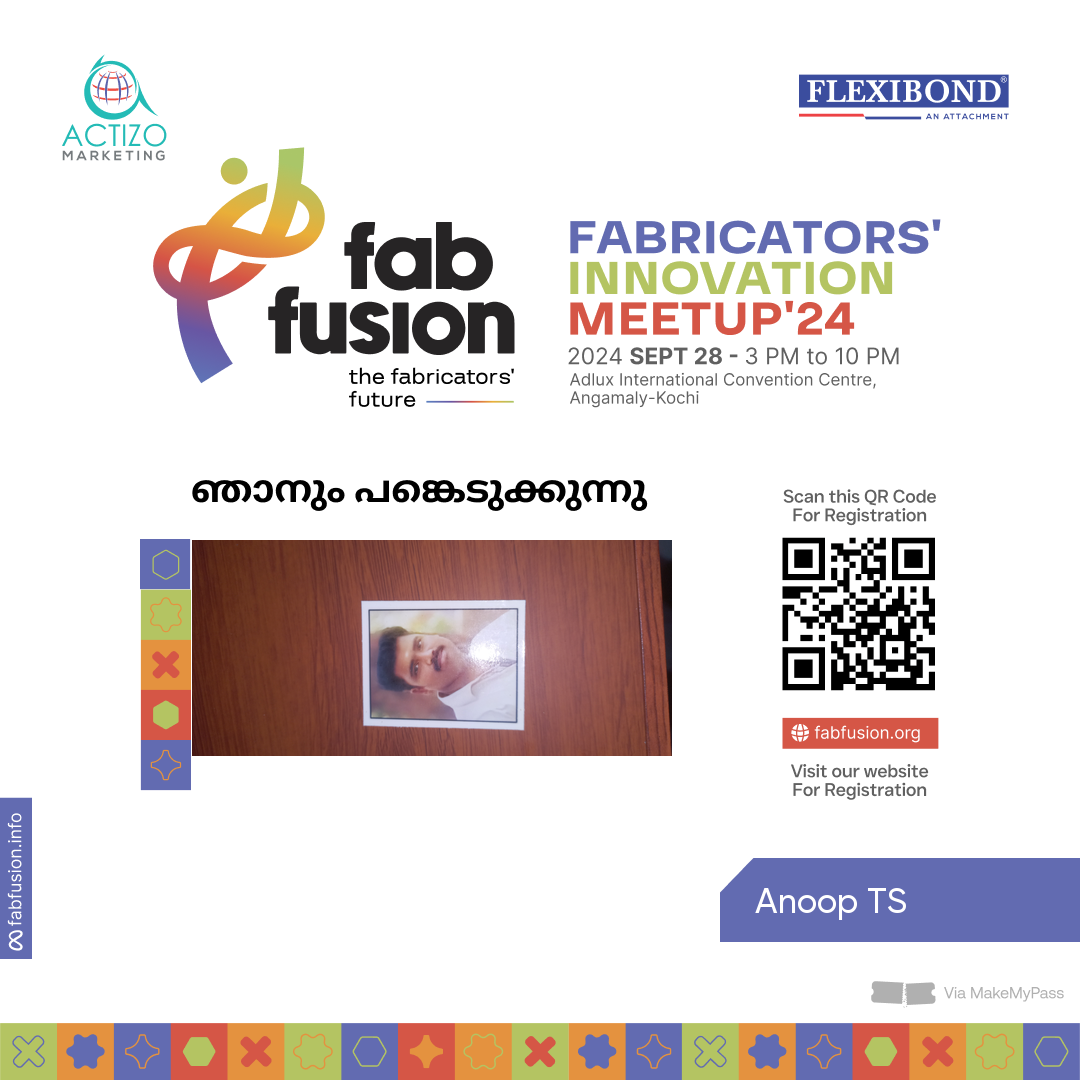 ACTIZO
MARKETING
FLEXIBOND®
AN ATTACHMENT
fab
fusion
the fabricators'
future
FABRICATORS'
INNOVATION
MEETUP'24
2024 SEPT 28 - 3 PM to 10 PM
Adlux International Convention Centre,
Angamaly-Kochi
ഞാനും പങ്കെടുക്കുന്നു
Scan this QR Code
For Registration
fabfusion.org
Visit our website
For Registration
fabfusion.info
Anoop TS
Via MakeMyPass